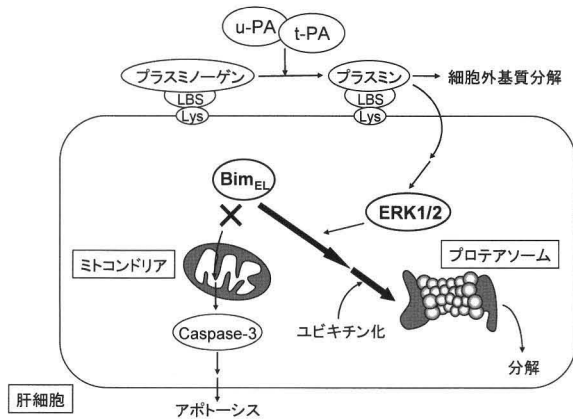 u-PA
t-PA
プラスミノーゲン
プラスミン
細胞外基質分解
LBS
LBS
Lys
Lys
BimEL
ERK1/2
ミトコンドリア
プロテアソーム
Caspase-3
ユビキチン化
分解
肝細胞
アポトーシス